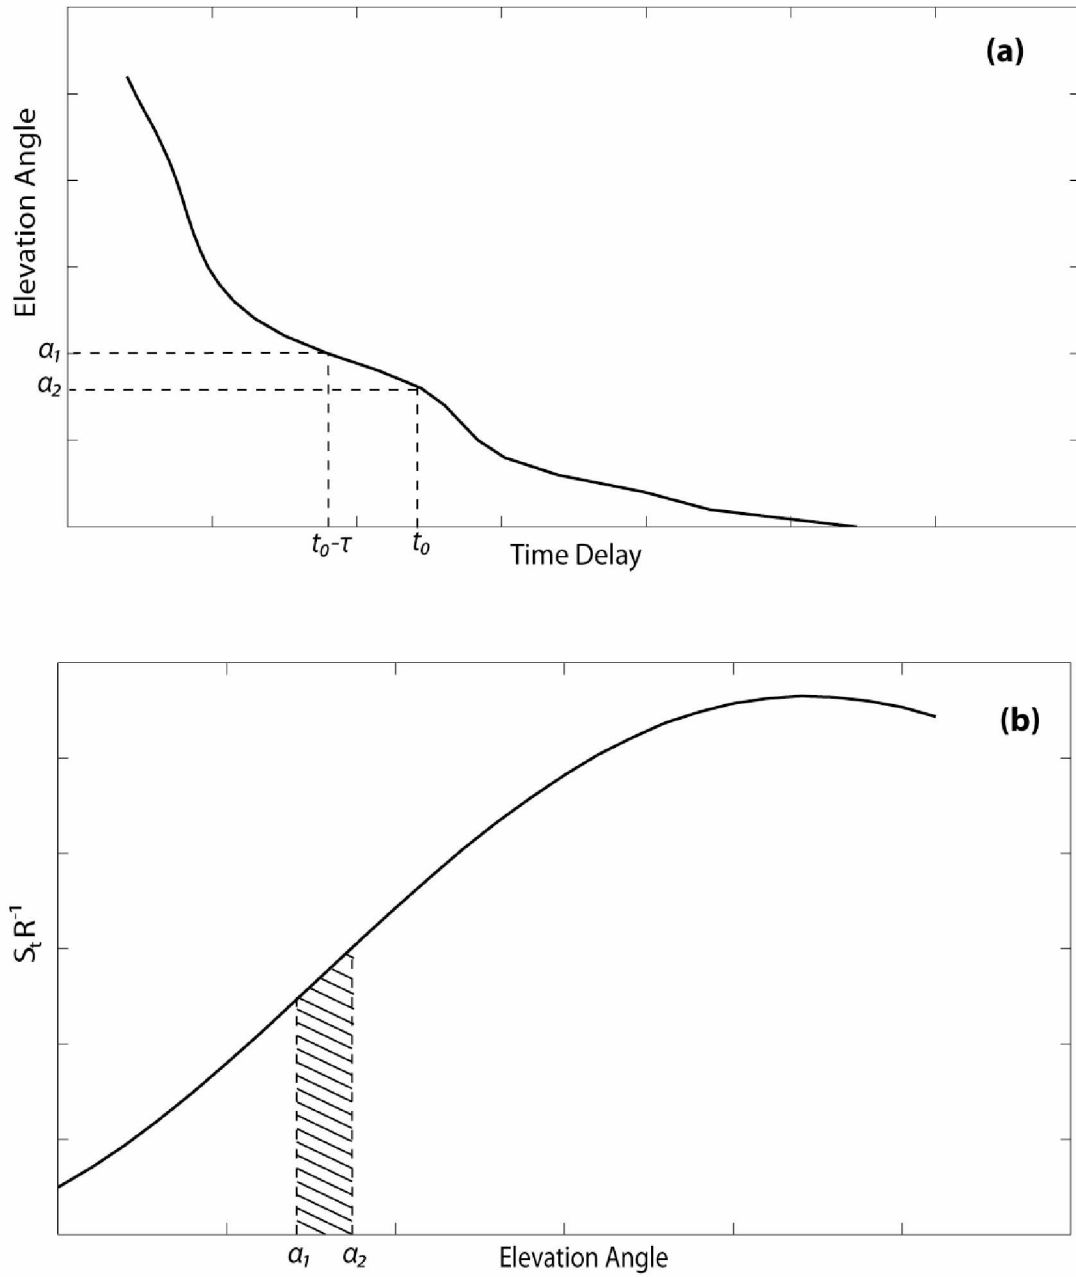 (a)
Elevation Angle
α₁
α₂
t₀-τ
t₀
Time Delay
(b)
SₜR⁻¹
α₁
α₂
Elevation Angle